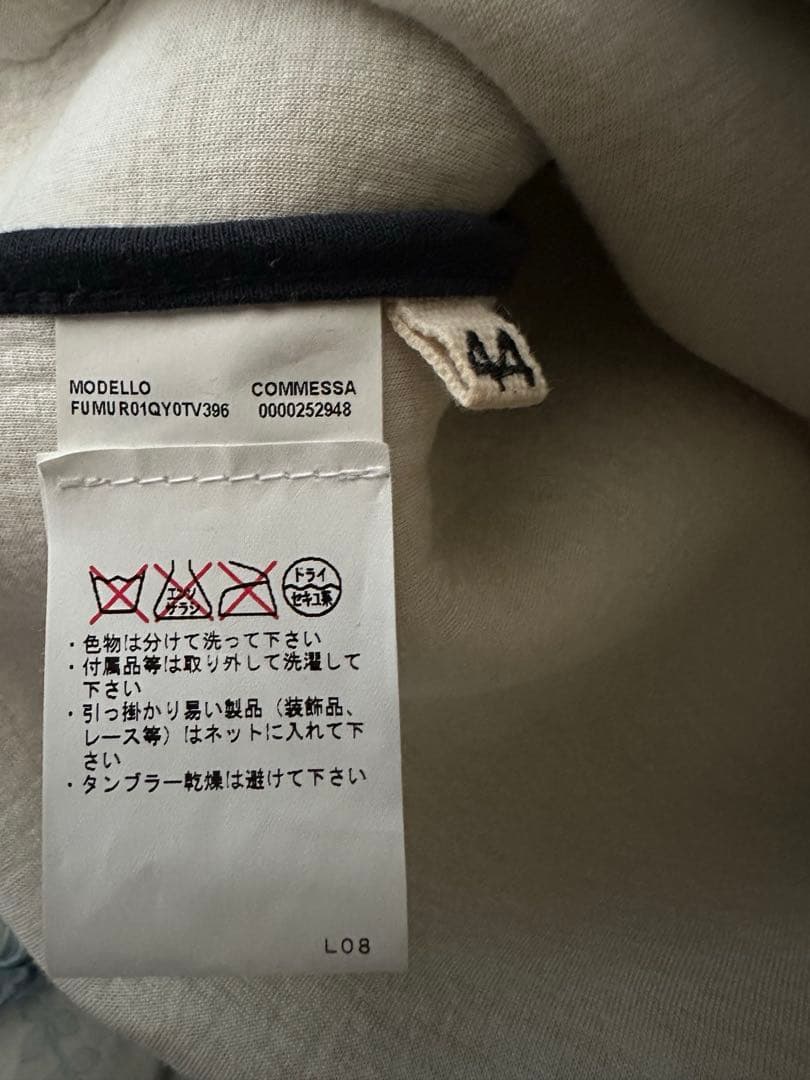 MODELLO COMMESSA
FUMUR01QY0TV396 0000252948
44
エンソ
サラシ
ドライ
セキユ系
・色物は分けて洗って下さい
・付属品等は取り外して洗濯して
下さい
・引っ掛かり易い製品（装飾品、
レース等）はネットに入れて下
さい
・タンブラー乾燥は避けて下さい
L08